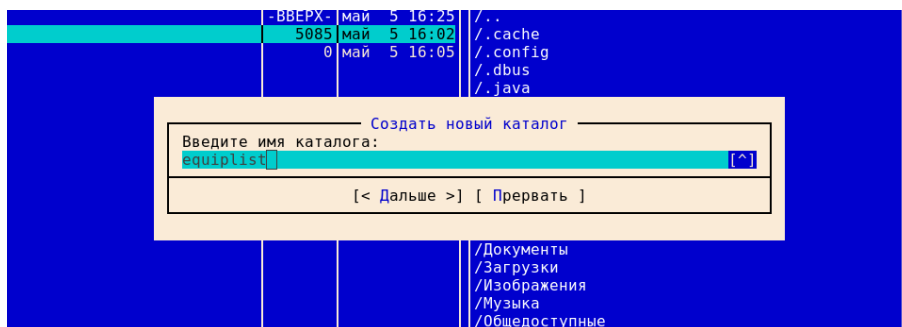 -ВВЕРХ- май 5 16:25 /..
5085 май 5 16:02 /.cache
0 май 5 16:05 /.config
/.dbus
/.java
Создать новый каталог
Введите имя каталога:
equiplist [^]
[< Дальше >] [ Прервать ]
/Документы
/Загрузки
/Изображения
/Музыка
/Общедоступные